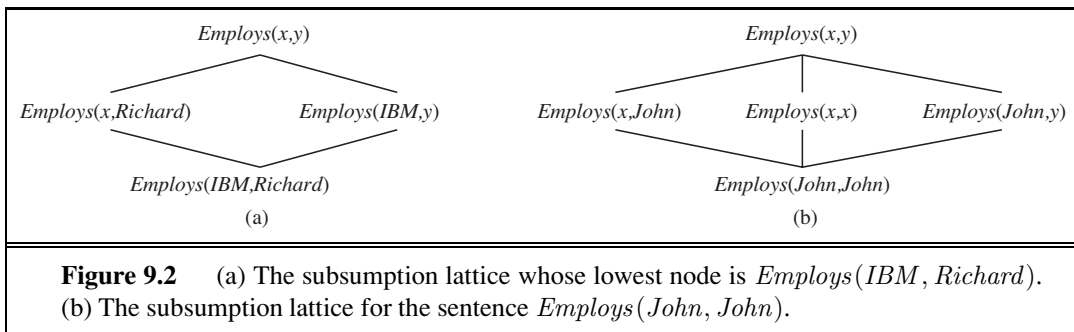 Employs(x,y) Employs(x,y)
Employs(x,Richard) Employs(IBM,y) Employs(x,John) Employs(x,x) Employs(John,y)
Employs(IBM,Richard) Employs(John,John)
(a) (b)
Figure 9.2 (a) The subsumption lattice whose lowest node is Employs(IBM, Richard).
(b) The subsumption lattice for the sentence Employs(John, John).